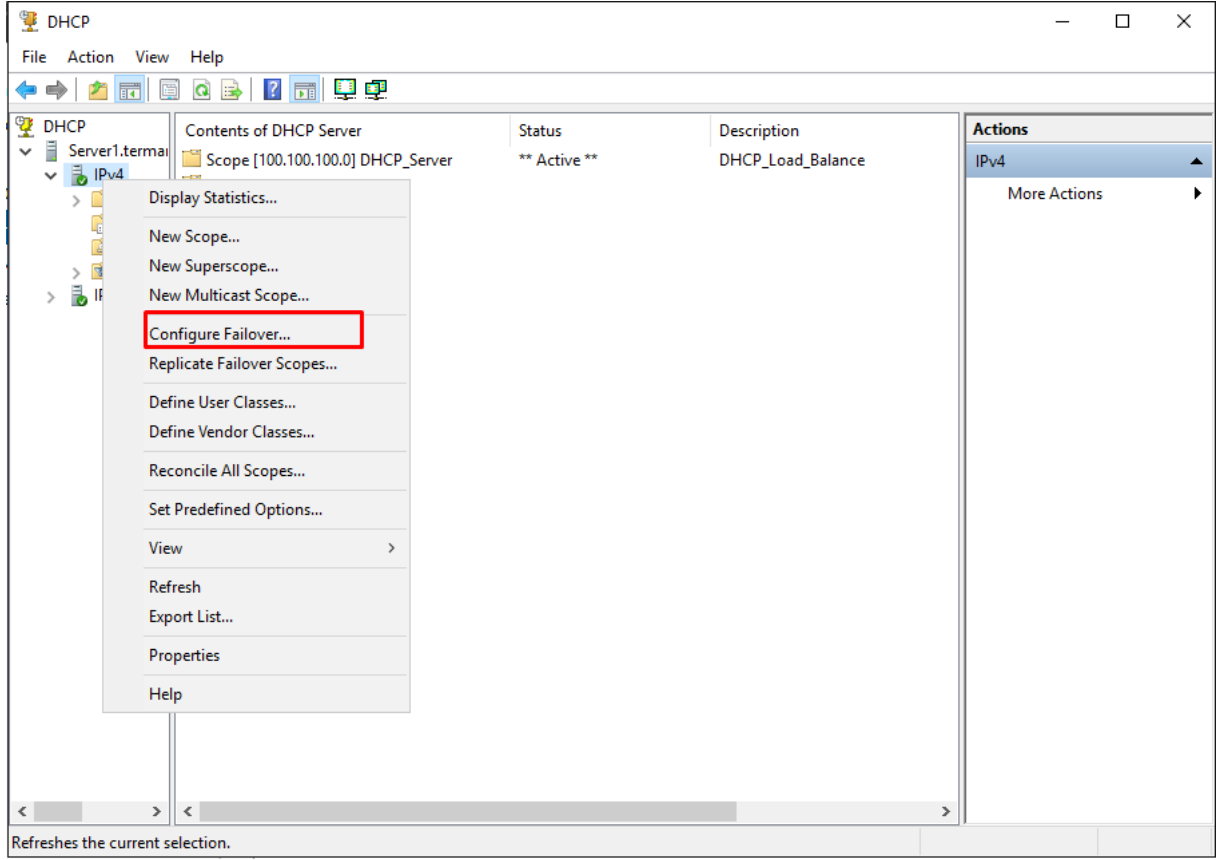 DHCP
File Action View Help
DHCP
Server1.termai
IPv4
Contents of DHCP Server Status Description
Scope [100.100.100.0] DHCP_Server ** Active ** DHCP_Load_Balance
Display Statistics...
New Scope...
New Superscope...
New Multicast Scope...
Configure Failover...
Replicate Failover Scopes...
Define User Classes...
Define Vendor Classes...
Reconcile All Scopes...
Set Predefined Options...
View
Refresh
Export List...
Properties
Help
Actions
IPv4
More Actions
Refreshes the current selection.